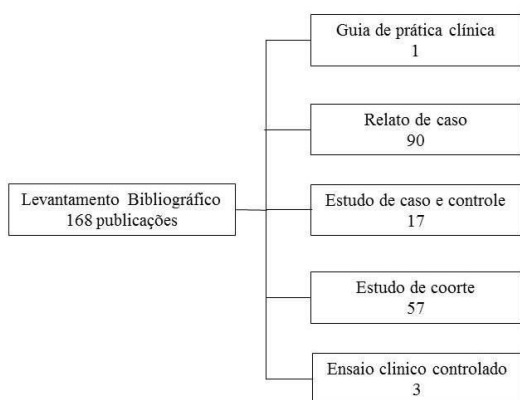 Guia de prática clínica
1
Relato de caso
90
Levantamento Bibliográfico
168 publicações
Estudo de caso e controle
17
Estudo de coorte
57
Ensaio clinico controlado
3